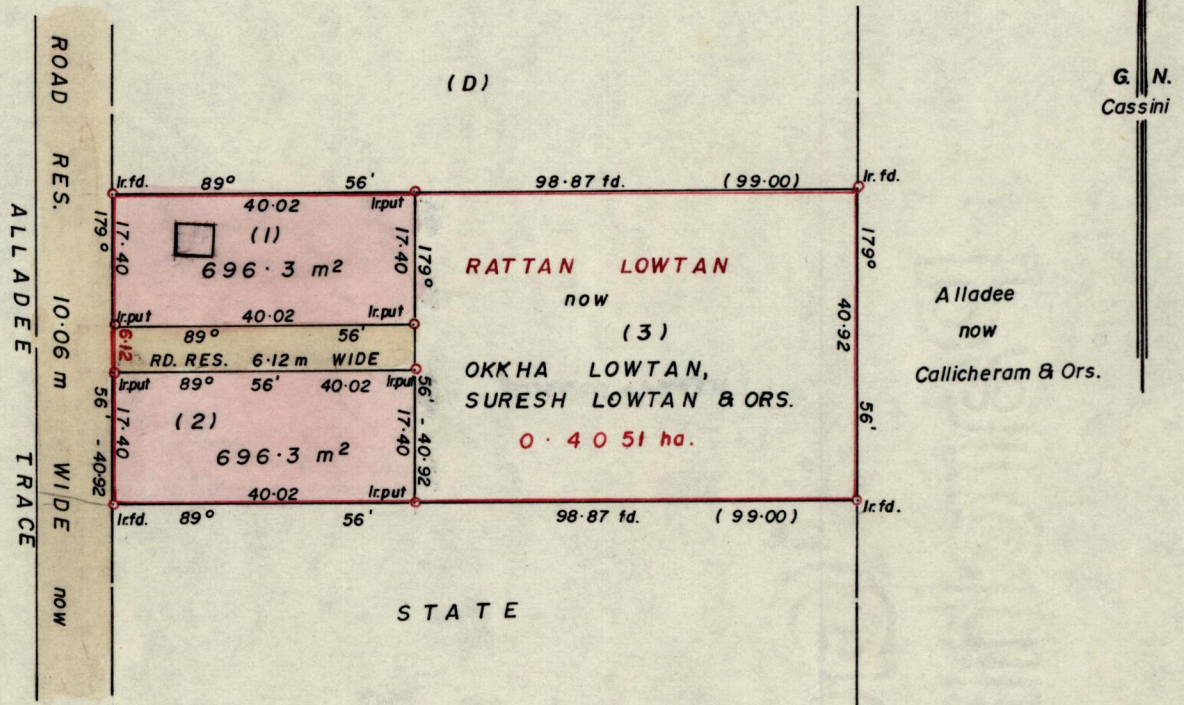 (D)
G. N.
Cassini
ROAD RES. 10·06 m WIDE now
ALLADEE TRACE
Ir.fd. 89° 56' 98·87 fd. (99·00) Ir.fd.
40·02 Ir.put
179°
17·40
(1)
696·3 m²
17·40
179°
Ir.put 40·02
89° 56'
6·12
RD. RES. 6·12 m WIDE
Ir.put 89° 56' 40·02 Ir.put
56' - 40·92
17·40
(2)
696·3 m²
17·40
56' - 40·92
40·02 Ir.put
Ir.fd. 89° 56' 98·87 fd. (99·00) Ir.fd.
RATTAN LOWTAN
now
(3)
OKKHA LOWTAN,
SURESH LOWTAN & ORS.
0·4051 ha.
179°
40·92
56'
Alladee
now
Callicheram & Ors.
STATE